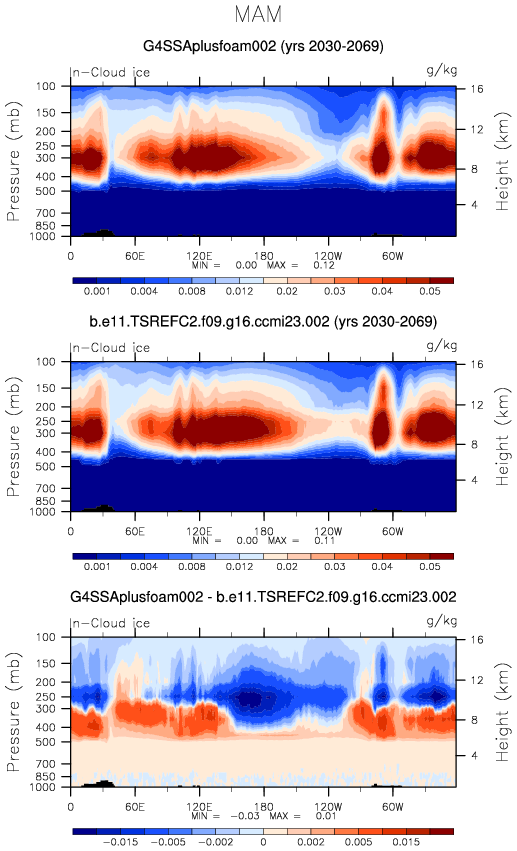 MAM
G4SSAplusfoam002 (yrs 2030-2069)
In-Cloud ice g/kg
Pressure (mb)
100
150
200
250
300
400
500
700
850
1000
16
12
8
4
Height (km)
0 60E 120E 180 120W 60W
MIN = 0.00 MAX = 0.12
0.001 0.004 0.008 0.012 0.02 0.03 0.04 0.05
b.e11.TSREFC2.f09.g16.ccmi23.002 (yrs 2030-2069)
In-Cloud ice g/kg
Pressure (mb)
100
150
200
250
300
400
500
700
850
1000
16
12
8
4
Height (km)
0 60E 120E 180 120W 60W
MIN = 0.00 MAX = 0.11
0.001 0.004 0.008 0.012 0.02 0.03 0.04 0.05
G4SSAplusfoam002 - b.e11.TSREFC2.f09.g16.ccmi23.002
In-Cloud ice g/kg
Pressure (mb)
100
150
200
250
300
400
500
700
850
1000
16
12
8
4
Height (km)
0 60E 120E 180 120W 60W
MIN = -0.03 MAX = 0.01
-0.015 -0.005 -0.002 0 0.002 0.005 0.015